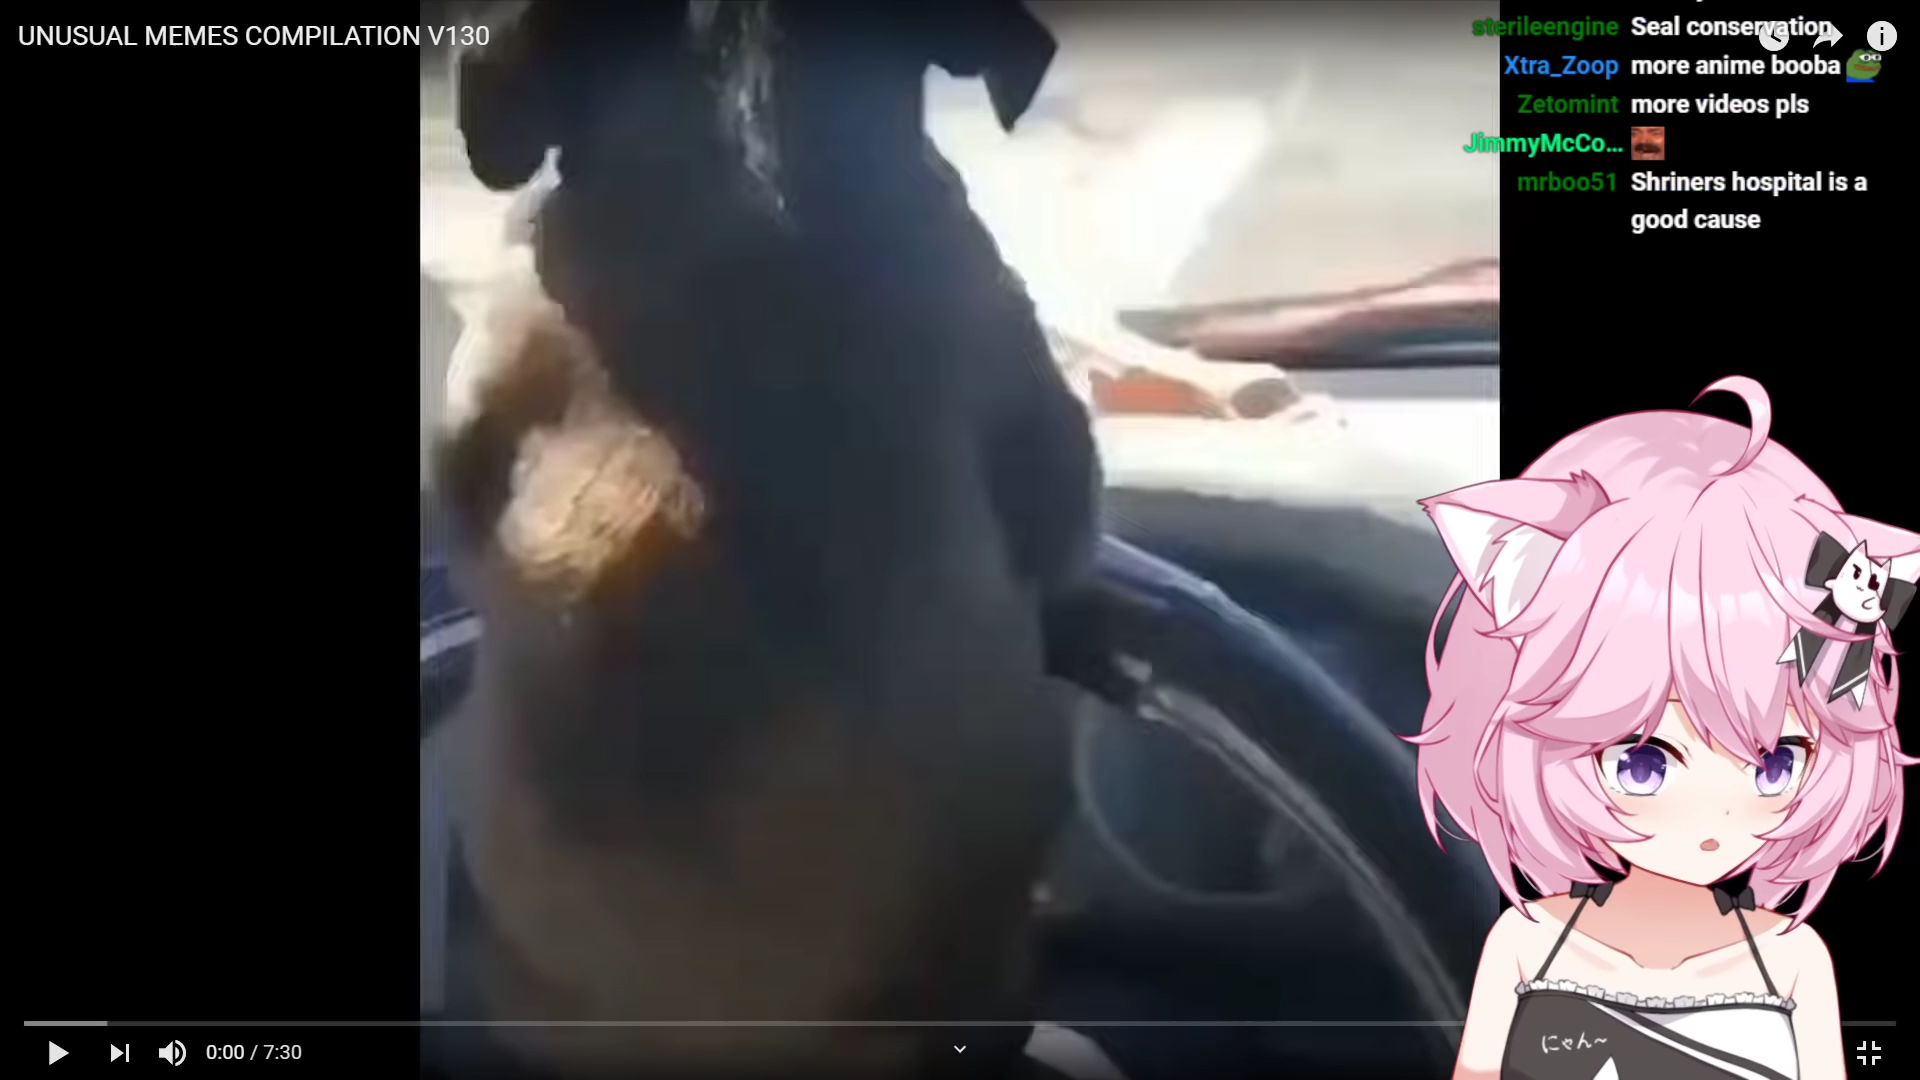 UNUSUAL MEMES COMPILATION V130
sterileengine Seal conservation
Xtra_Zoop more anime booba
Zetomint more videos pls
JimmyMcCo...
mrboo51 Shriners hospital is a
good cause
にゃん~
0:00 / 7:30